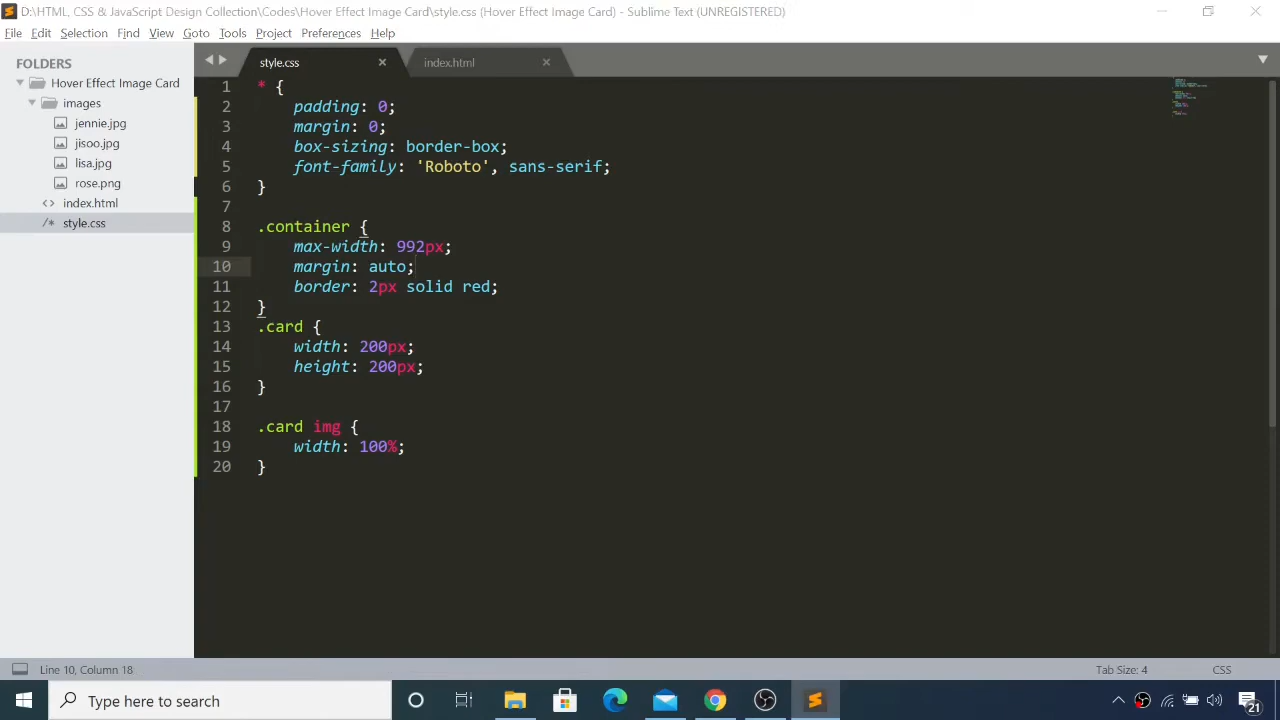 D:\HTML, CSS & JavaScript Design Collection\Codes\Hover Effect Image Card\style.css (Hover Effect Image Card) - Sublime Text (UNREGISTERED)
File Edit Selection Find View Goto Tools Project Preferences Help
FOLDERS
Hover Effect Image Card
images
jennie.jpg
jisoo.jpg
lisa.jpg
rose.png
index.html
style.css
style.css index.html
1 * {
2 padding: 0;
3 margin: 0;
4 box-sizing: border-box;
5 font-family: 'Roboto', sans-serif;
6 }
7
8 .container {
9 max-width: 992px;
10 margin: auto;
11 border: 2px solid red;
12 }
13 .card {
14 width: 200px;
15 height: 200px;
16 }
17
18 .card img {
19 width: 100%;
20 }
Line 10, Column 18 Tab Size: 4 CSS
Type here to search 21